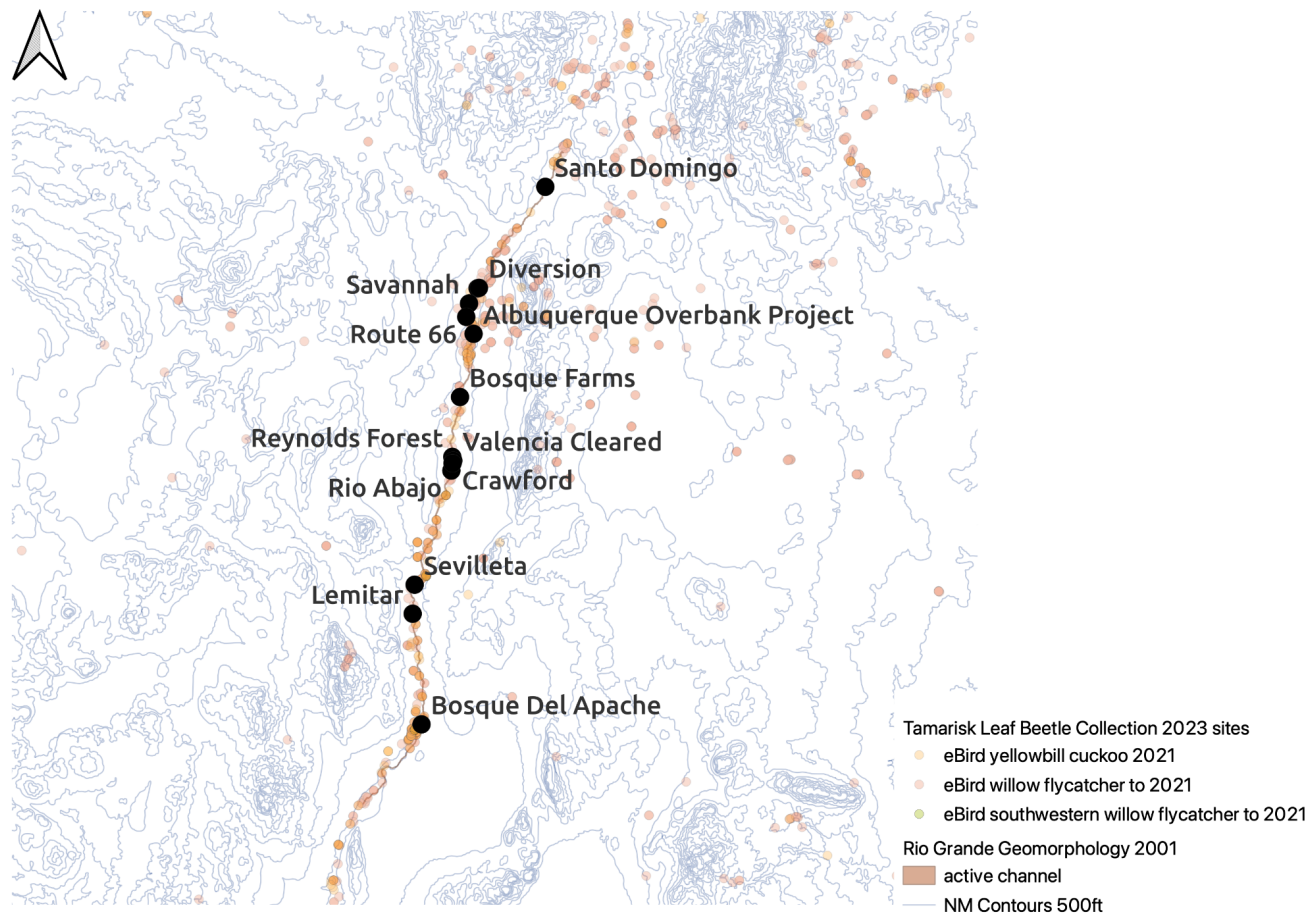 Santo Domingo
Diversion
Savannah
Albuquerque Overbank Project
Route 66
Bosque Farms
Reynolds Forest
Valencia Cleared
Rio Abajo
Crawford
Sevilleta
Lemitar
Bosque Del Apache
Tamarisk Leaf Beetle Collection 2023 sites
eBird yellowbill cuckoo 2021
eBird willow flycatcher to 2021
eBird southwestern willow flycatcher to 2021
Rio Grande Geomorphology 2001
active channel
NM Contours 500ft